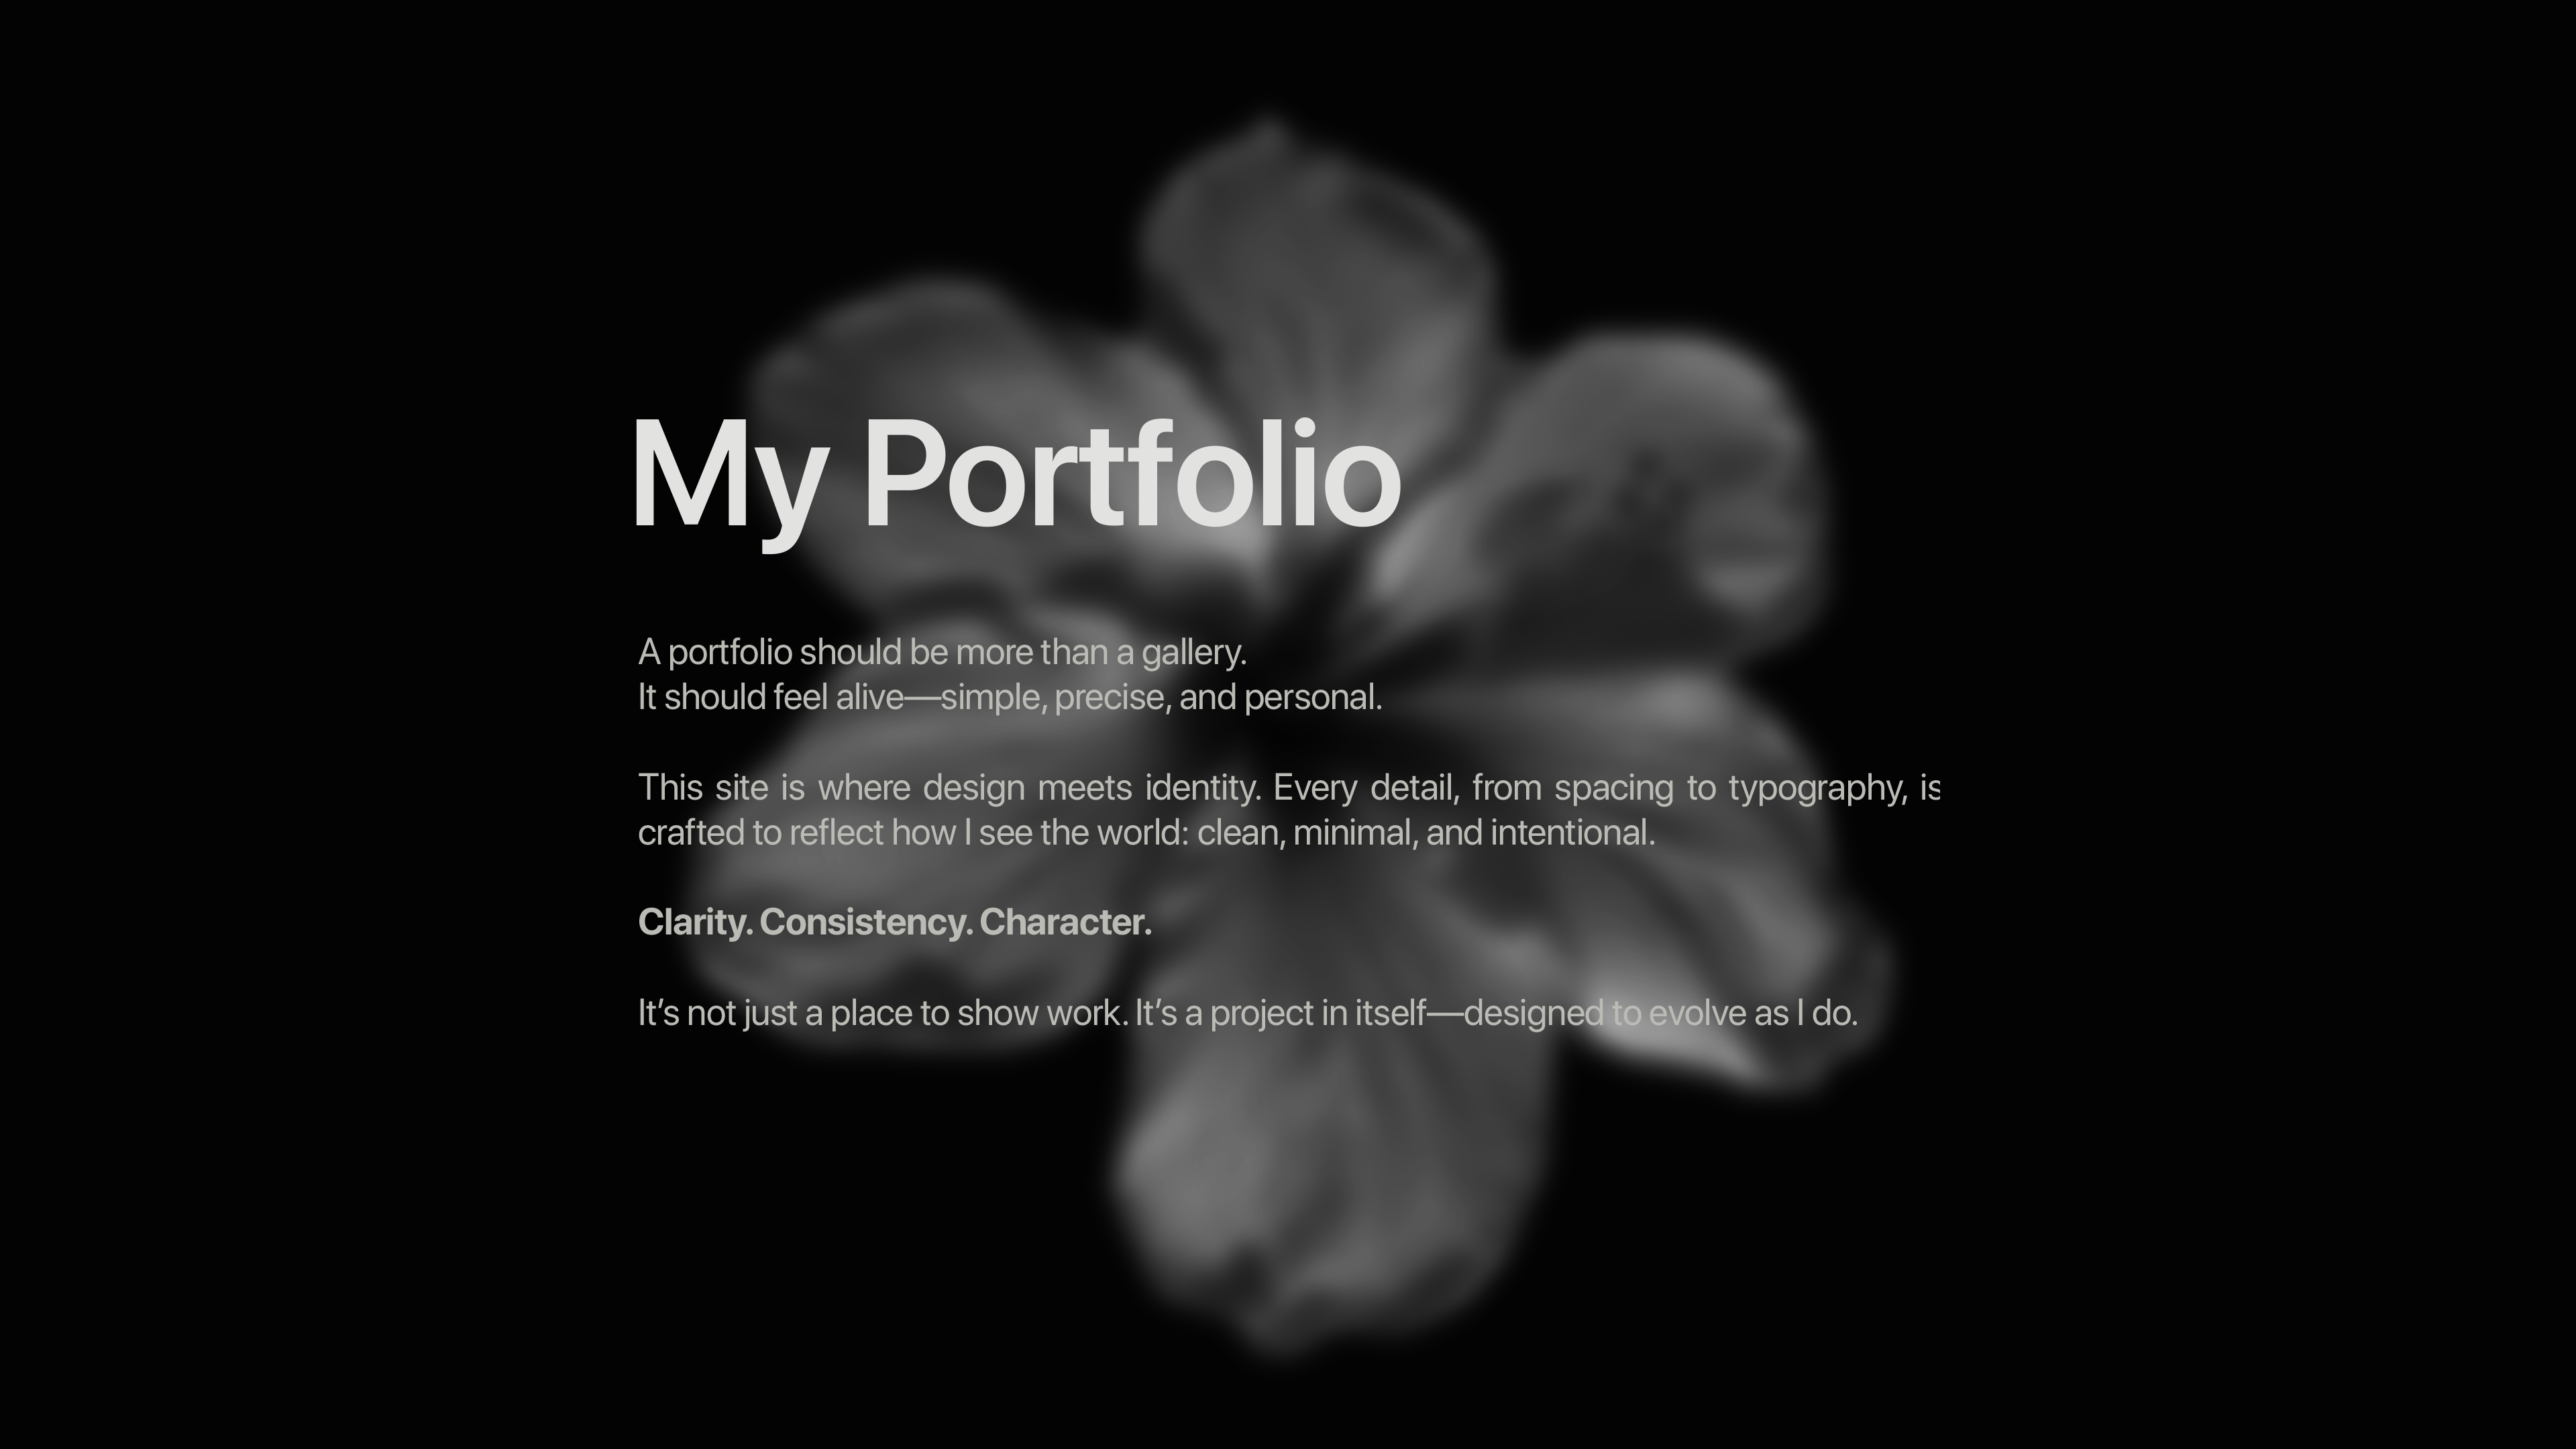 My Portfolio
A portfolio should be more than a gallery.
It should feel alive—simple, precise, and personal.
This site is where design meets identity. Every detail, from spacing to typography, is
crafted to reflect how I see the world: clean, minimal, and intentional.
Clarity. Consistency. Character.
It’s not just a place to show work. It’s a project in itself—designed to evolve as I do.